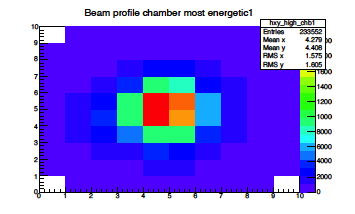 Beam profile chamber most energetic1
hxy_high_chb1
Entries 233552
Mean x 4.279
Mean y 4.408
RMS x 1.575
RMS y 1.605
10
9
8
7
6
5
4
3
2
1
0
0 1 2 3 4 5 6 7 8 9 10
1600
1400
1200
1000
800
600
400
200
0